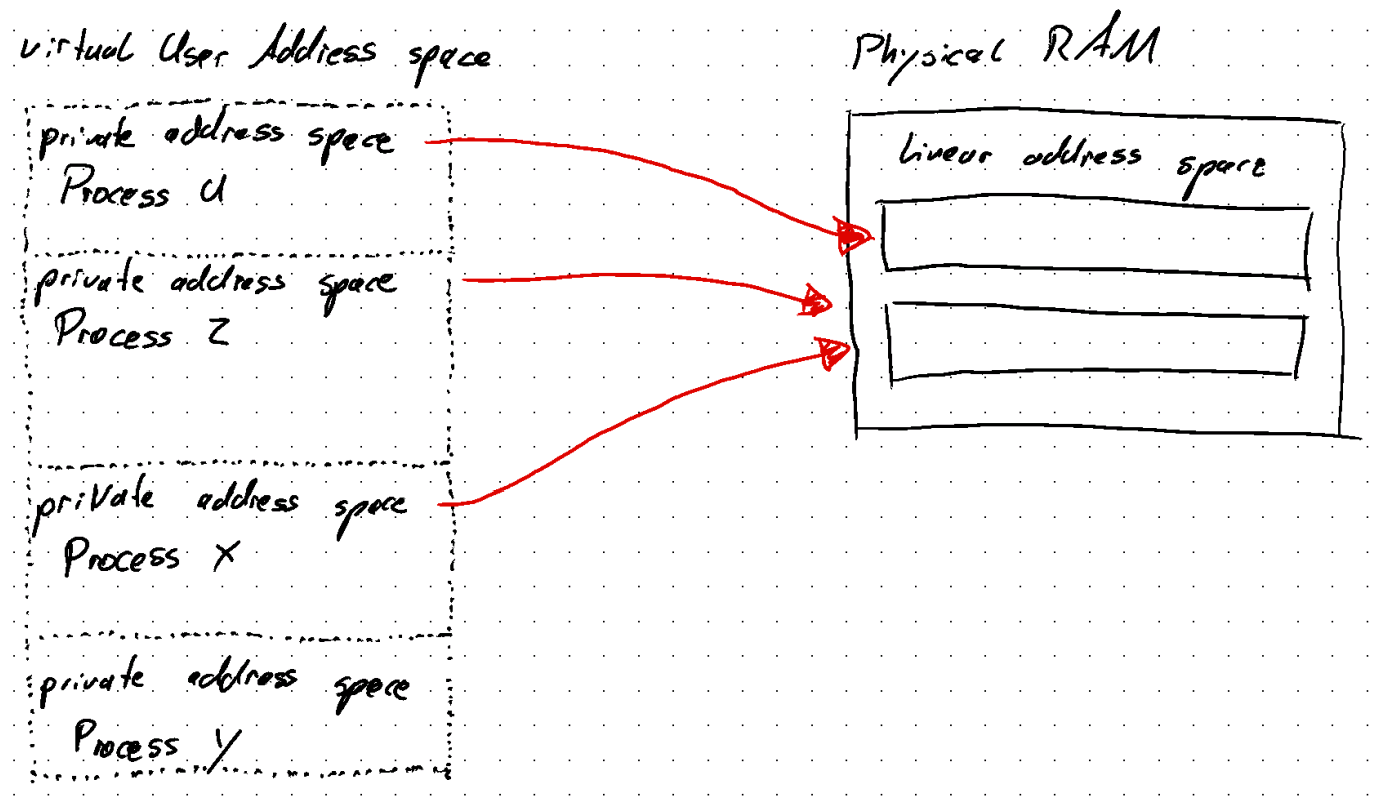 virtual User Address space
Physical RAM
private address space
Process U
Linear address space
private address space
Process Z
priVate address space
Process X
private address space
Process y